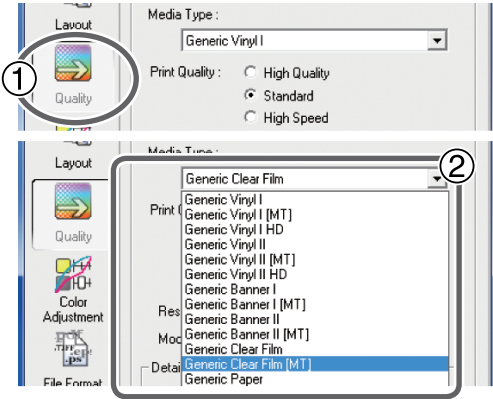 Layout
Media Type :
Generic Vinyl I
1
Quality
Print Quality :
High Quality
Standard
High Speed
Layout
Media Type :
2
Generic Clear Film
Quality
Print
Generic Vinyl I
Generic Vinyl I [MT]
Generic Vinyl I HD
Generic Vinyl II
Generic Vinyl II [MT]
Generic Vinyl II HD
Generic Banner I
Generic Banner I [MT]
Generic Banner II
Generic Banner II [MT]
Generic Clear Film
Generic Clear Film [MT]
Generic Paper
Color
Adjustment
Res
Mod
Detai
File Format